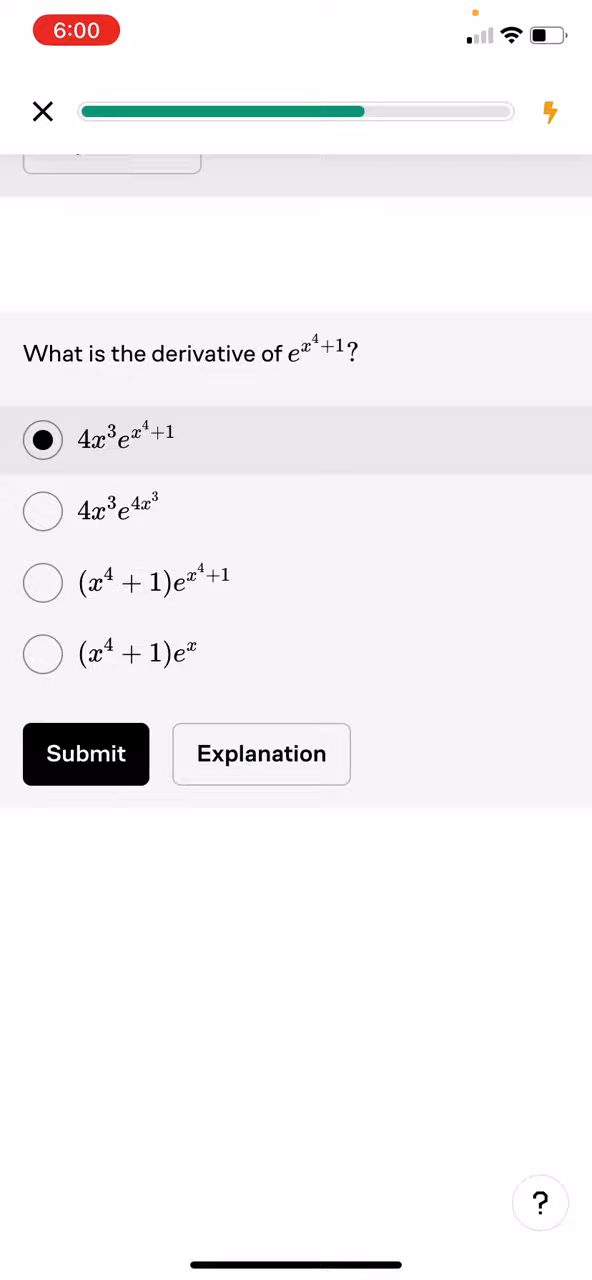 6:00
What is the derivative of $e^{x^4+1}$?
$4x^3e^{x^4+1}$
$4x^3e^{4x^3}$
$(x^4+1)e^{x^4+1}$
$(x^4+1)e^x$
Submit Explanation
?